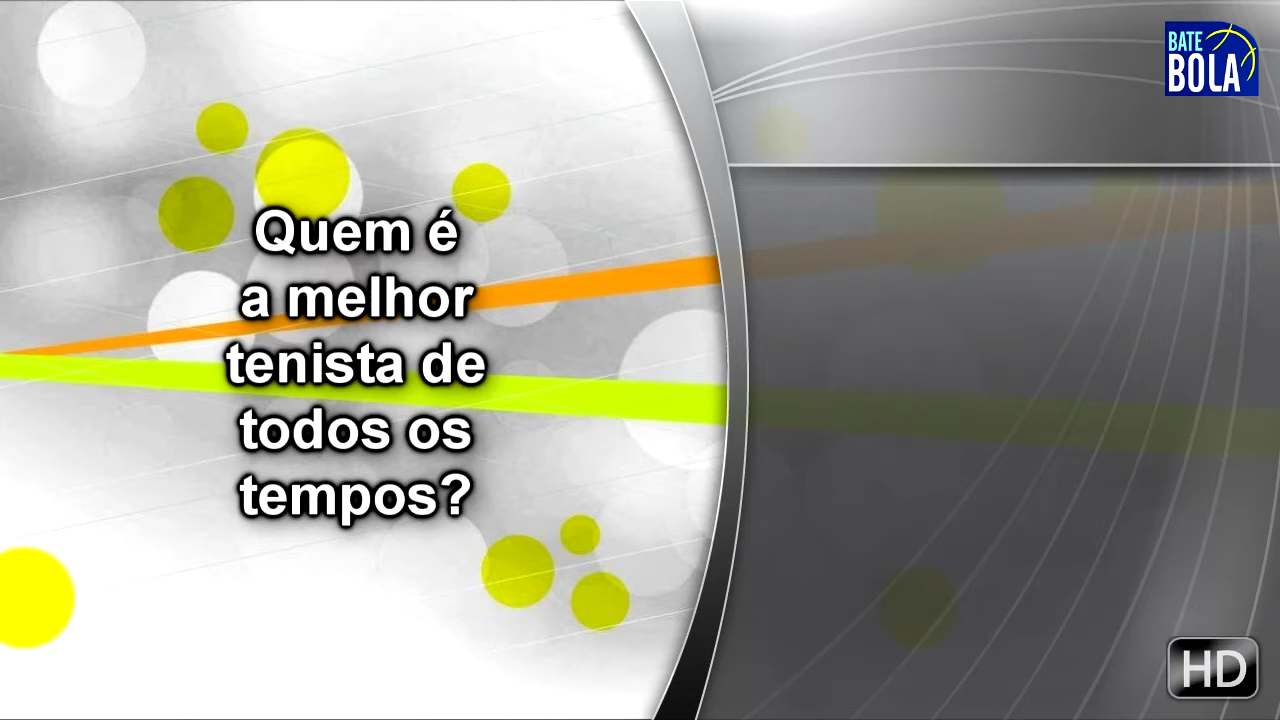 BATE
BOLA
Quem é
a melhor
tenista de
todos os
tempos?
HD